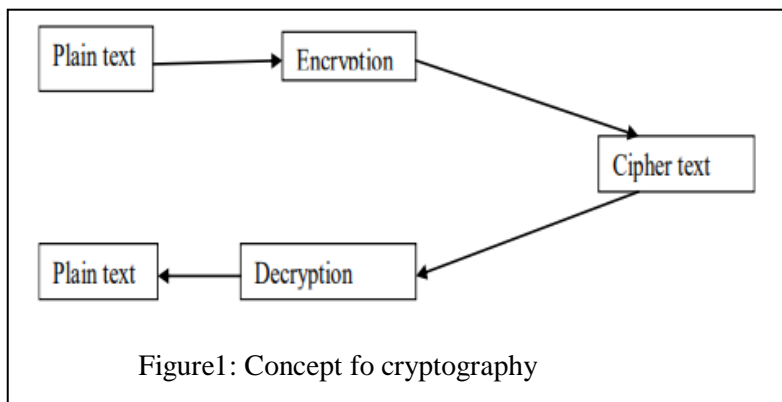 Plain text
Encryption
Cipher text
Plain text
Decryption
Figure1: Concept fo cryptography